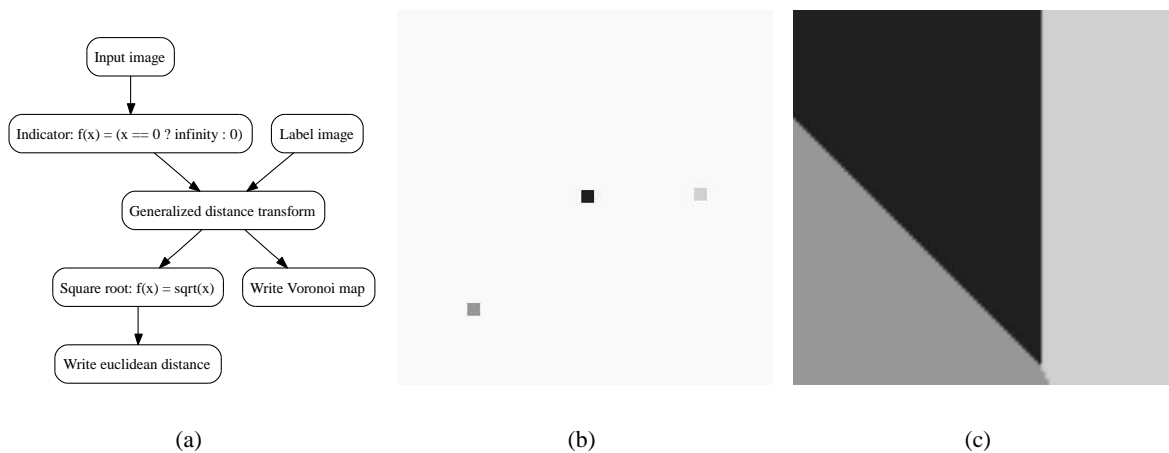 Input image
Indicator: f(x) = (x == 0 ? infinity : 0)
Label image
Generalized distance transform
Square root: f(x) = sqrt(x)
Write Voronoi map
Write euclidean distance
(a)
(b)
(c)